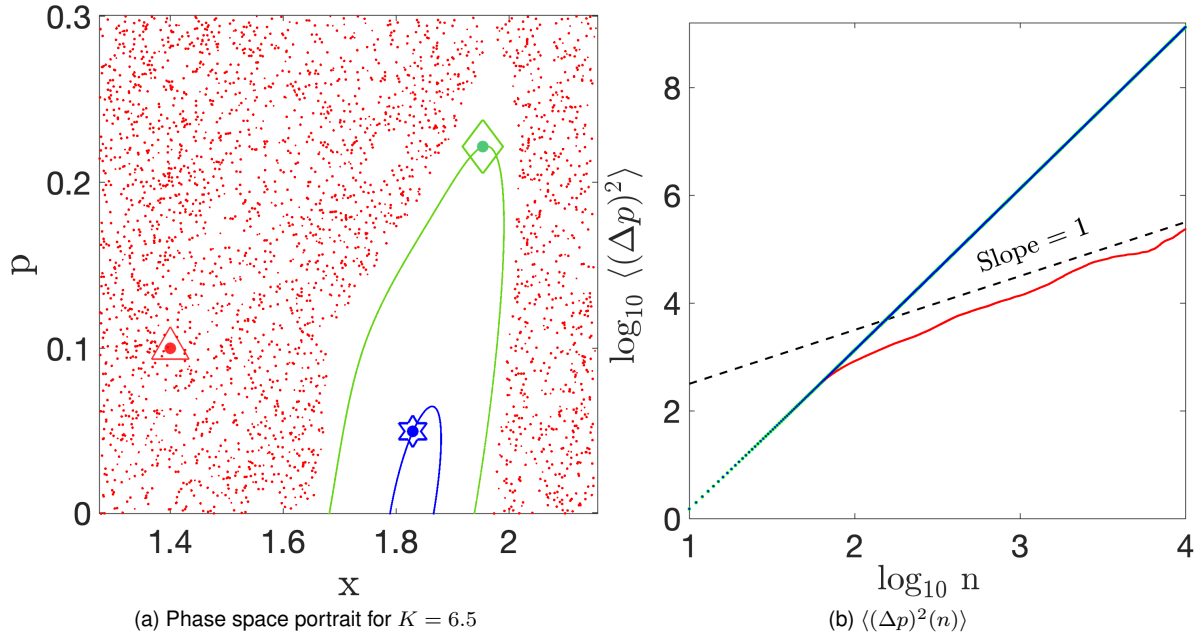 0.3
0.2
0.1
0
p
1.4
1.6
1.8
2
x
(a) Phase space portrait for K = 6.5
8
6
4
2
0
log₁₀ ⟨(Δp)²⟩
Slope = 1
1
2
3
4
log₁₀ n
(b) ⟨(Δp)²(n)⟩